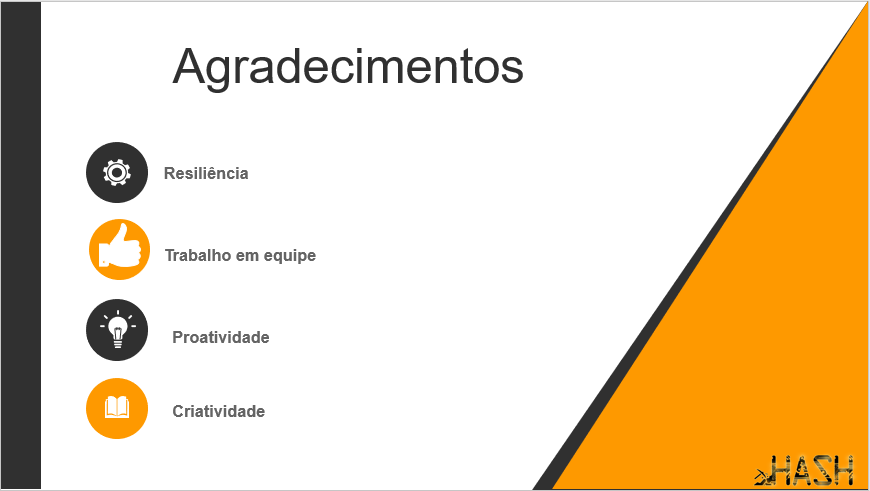 Agradecimentos
Resiliência
Trabalho em equipe
Proatividade
Criatividade
HASH